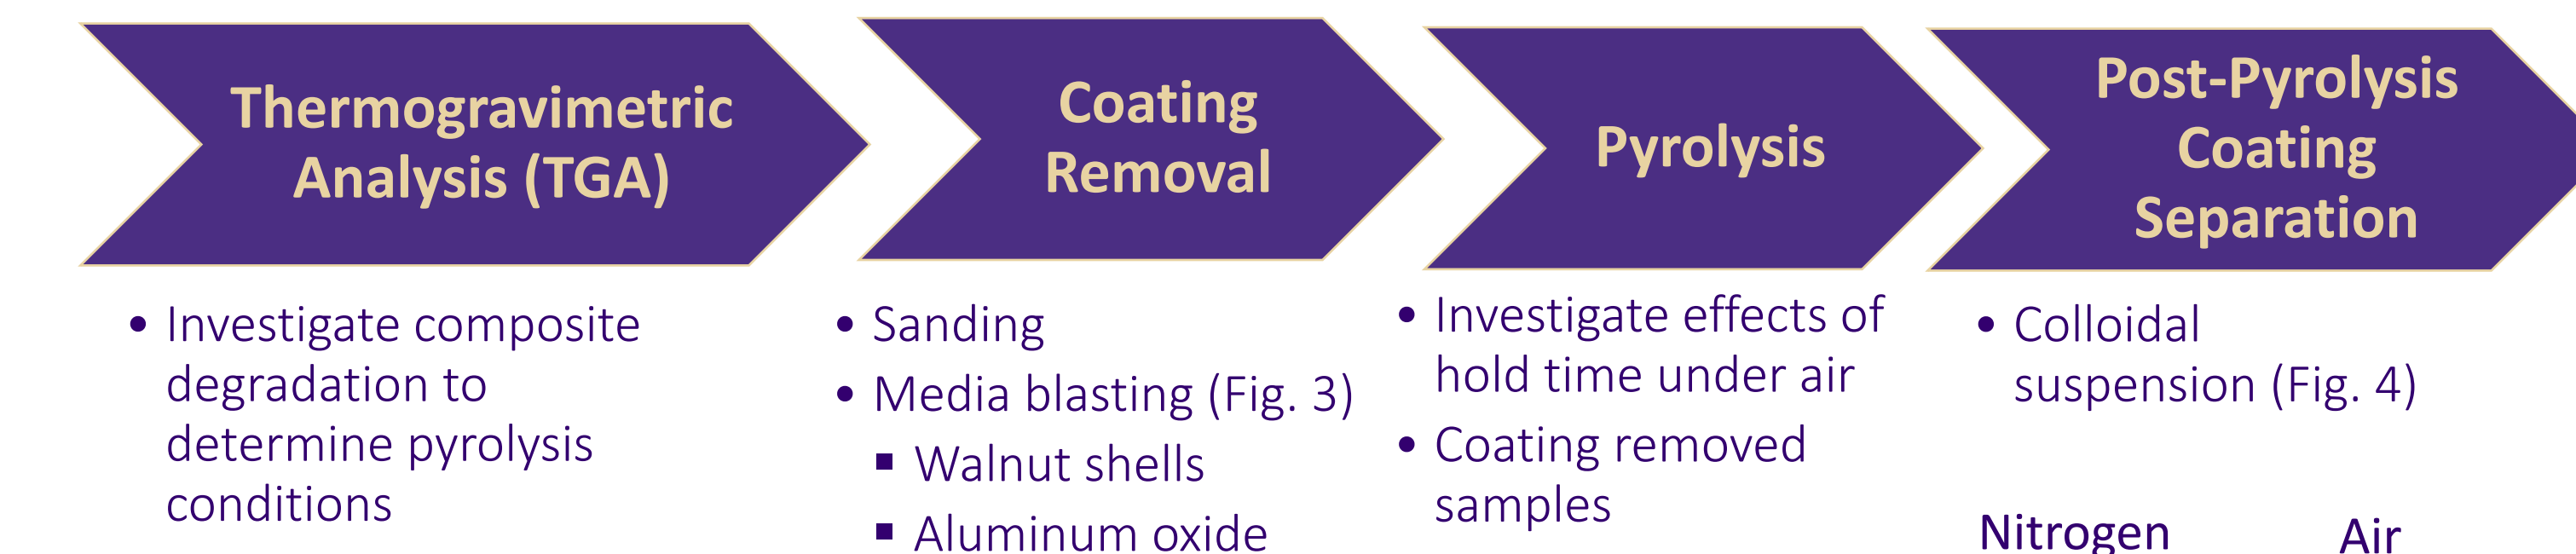 Thermogravimetric
Analysis (TGA)
Coating
Removal
Pyrolysis
Post-Pyrolysis
Coating
Separation
• Investigate composite
degradation to
determine pyrolysis
conditions
• Sanding
• Media blasting (Fig. 3)
▪ Walnut shells
▪ Aluminum oxide
• Investigate effects of
hold time under air
• Coating removed
samples
• Colloidal
suspension (Fig. 4)
Nitrogen
Air